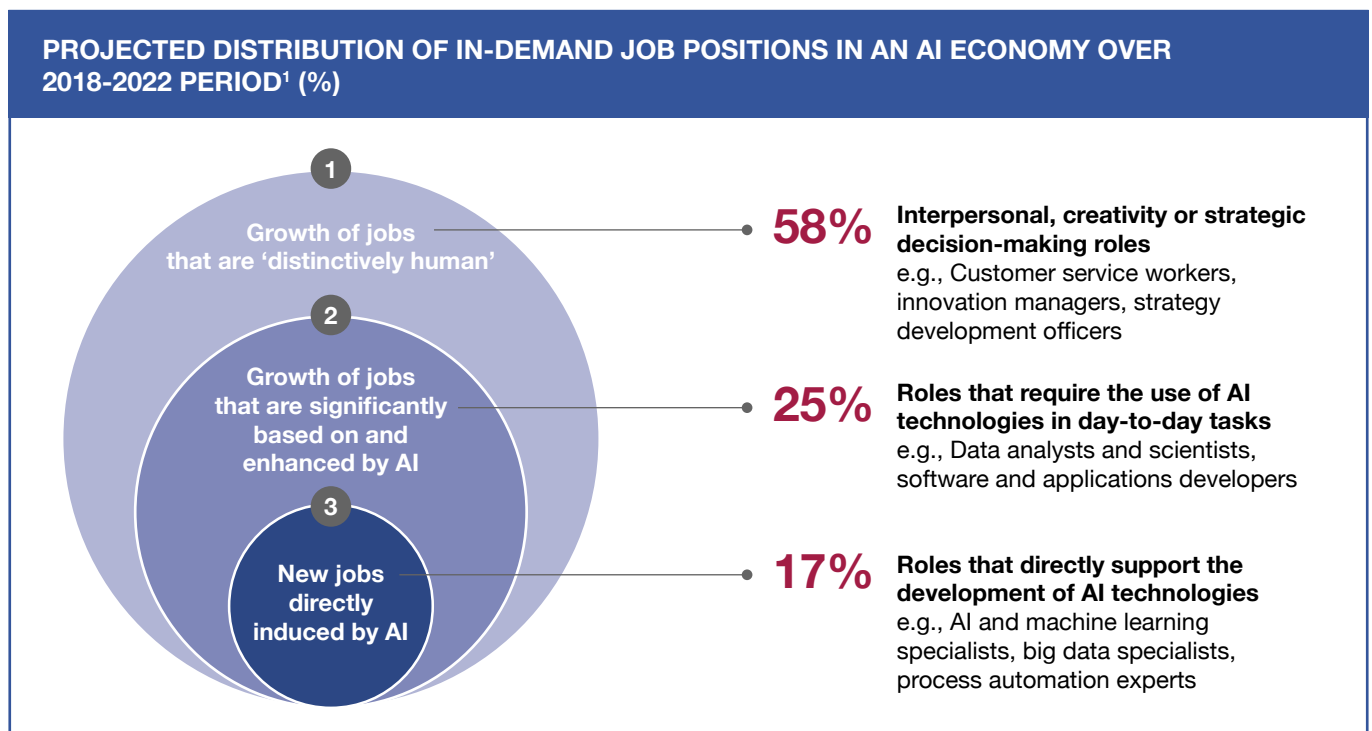 PROJECTED DISTRIBUTION OF IN-DEMAND JOB POSITIONS IN AN AI ECONOMY OVER
2018-2022 PERIOD¹ (%)
1
Growth of jobs
that are ‘distinctively human’
58%
Interpersonal, creativity or strategic
decision-making roles
e.g., Customer service workers,
innovation managers, strategy
development officers
2
Growth of jobs
that are significantly
based on and
enhanced by AI
25%
Roles that require the use of AI
technologies in day-to-day tasks
e.g., Data analysts and scientists,
software and applications developers
3
New jobs
directly
induced by AI
17%
Roles that directly support the
development of AI technologies
e.g., AI and machine learning
specialists, big data specialists,
process automation experts